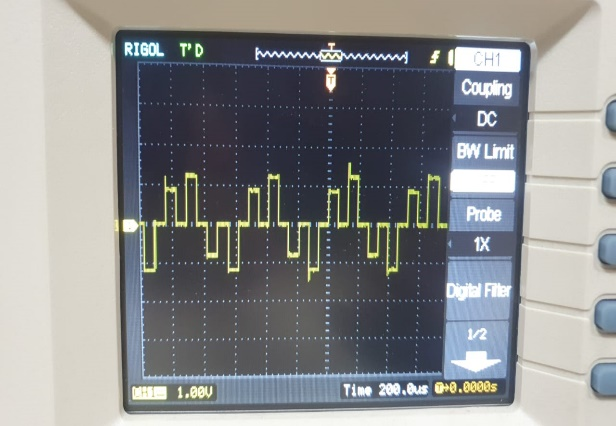 RIGOL T'D
T
CH1
T
Coupling
DC
BW Limit
Probe
1X
Digital Filter
1/2
1.00V Time 200.0us T→0.0000s